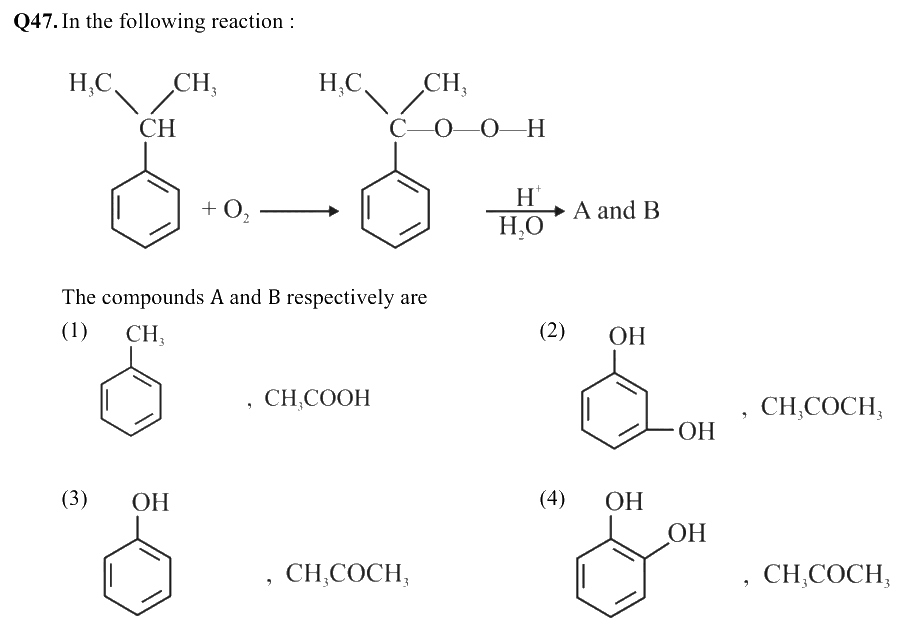 Q47. In the following reaction :
H₃C CH₃ H₃C CH₃
CH C—O—O—H
+ O₂ H⁺ A and B
H₂O
The compounds A and B respectively are
(1) CH₃ , CH₃COOH
(2) OH OH , CH₃COCH₃
(3) OH , CH₃COCH₃
(4) OH OH , CH₃COCH₃